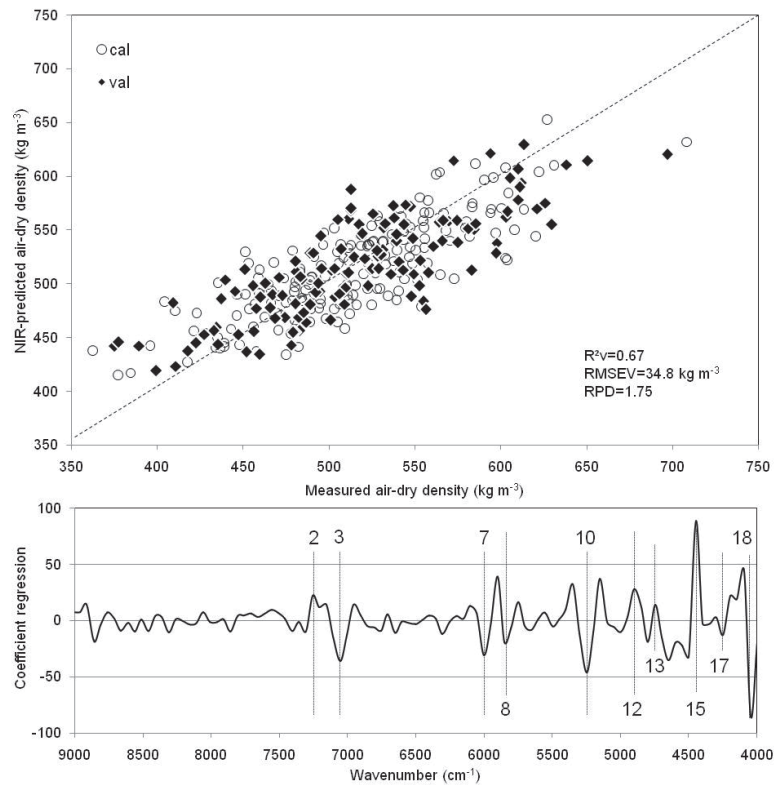 750
700
650
600
550
500
450
400
350
NIR-predicted air-dry density (kg m⁻³)
cal
val
R²v=0.67
RMSEV=34.8 kg m⁻³
RPD=1.75
350 400 450 500 550 600 650 700 750
Measured air-dry density (kg m⁻³)
100
50
0
-50
-100
Coefficient regression
2 3 7 10 12 18
8 12 13 15 17
9000 8500 8000 7500 7000 6500 6000 5500 5000 4500 4000
Wavenumber (cm⁻¹)